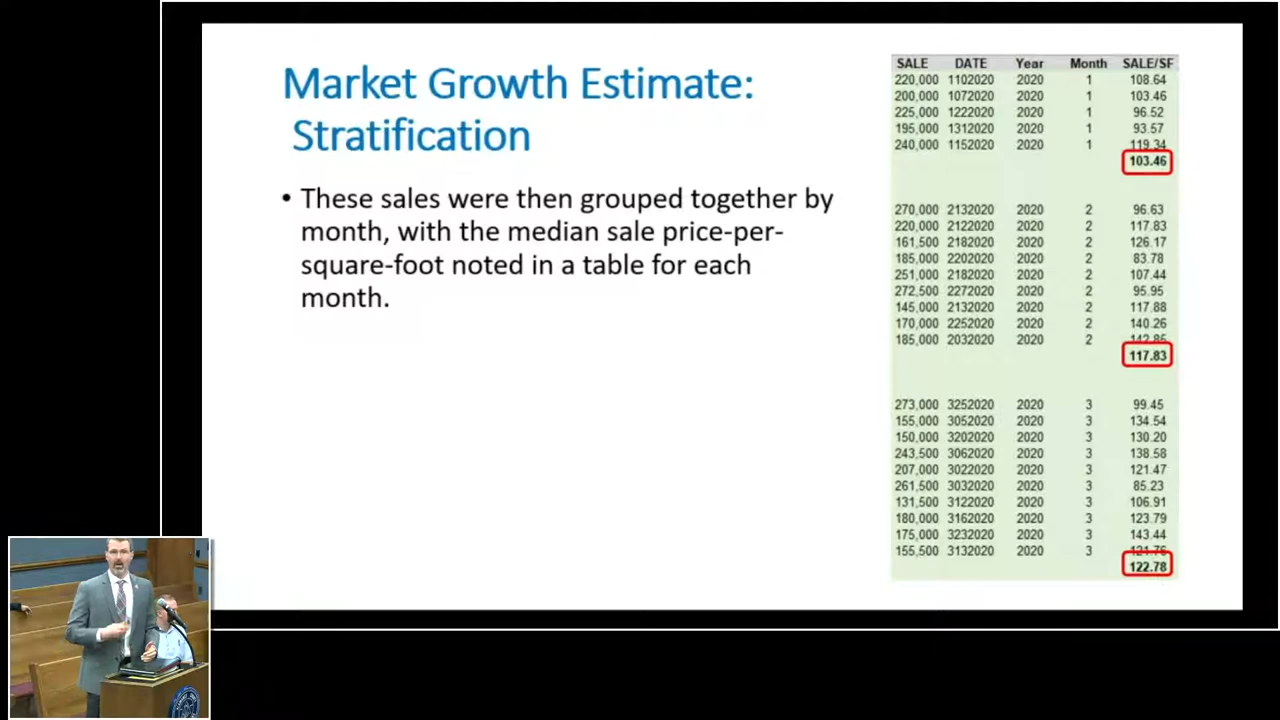 Market Growth Estimate:
Stratification
• These sales were then grouped together by
month, with the median sale price-per-
square-foot noted in a table for each
month.
SALE DATE Year Month SALE/SF
220,000 1102020 2020 1 108.64
200,000 1072020 2020 1 103.46
225,000 1222020 2020 1 96.52
195,000 1312020 2020 1 93.57
240,000 1152020 2020 1 119.34
103.46
270,000 2132020 2020 2 96.63
220,000 2122020 2020 2 117.83
161,500 2182020 2020 2 126.17
185,000 2202020 2020 2 83.78
251,000 2182020 2020 2 107.44
272,500 2272020 2020 2 95.95
145,000 2132020 2020 2 117.88
170,000 2252020 2020 2 140.26
185,000 2032020 2020 2 142.85
117.83
273,000 3252020 2020 3 99.45
155,000 3052020 2020 3 134.54
150,000 3202020 2020 3 130.20
243,500 3062020 2020 3 138.58
207,000 3022020 2020 3 121.47
261,500 3032020 2020 3 85.23
131,500 3122020 2020 3 106.91
180,000 3162020 2020 3 123.79
175,000 3232020 2020 3 143.44
155,500 3132020 2020 3 121.76
122.78